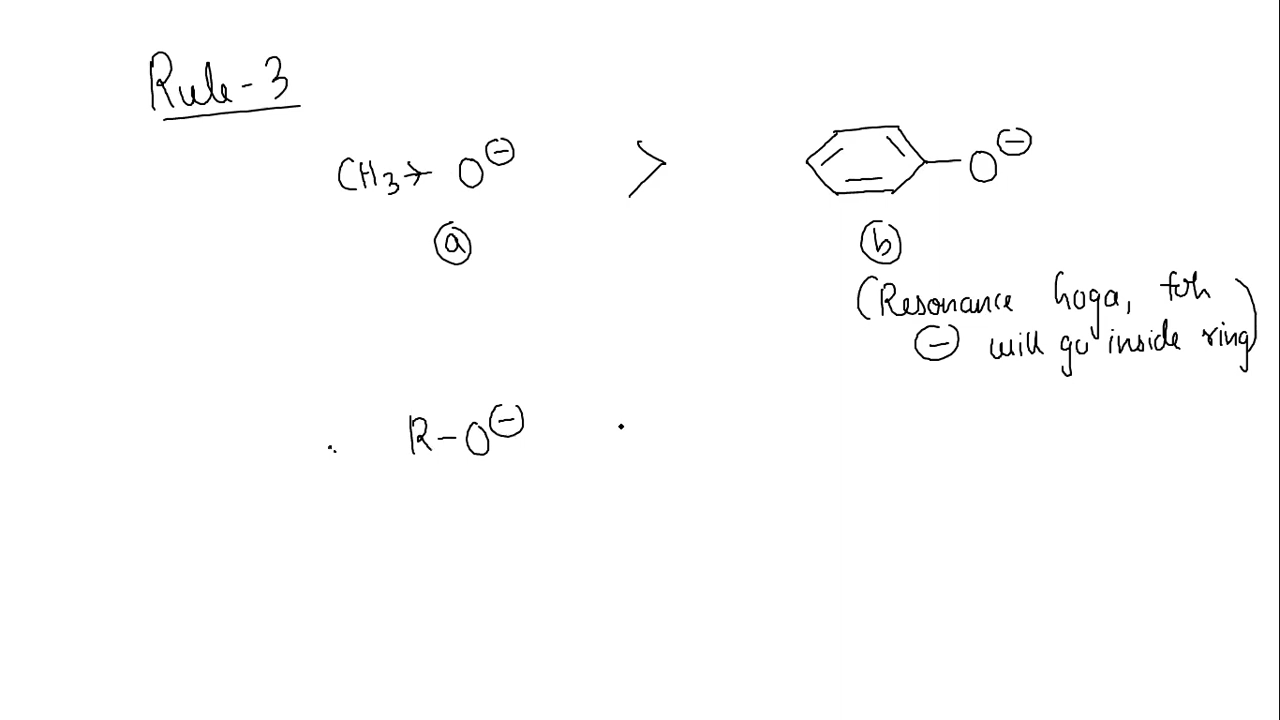 Rule-3
CH3→ O⊖ > O⊖
a b
(Resonance hoga, toh
⊖ will go inside ring)
R-O⊖